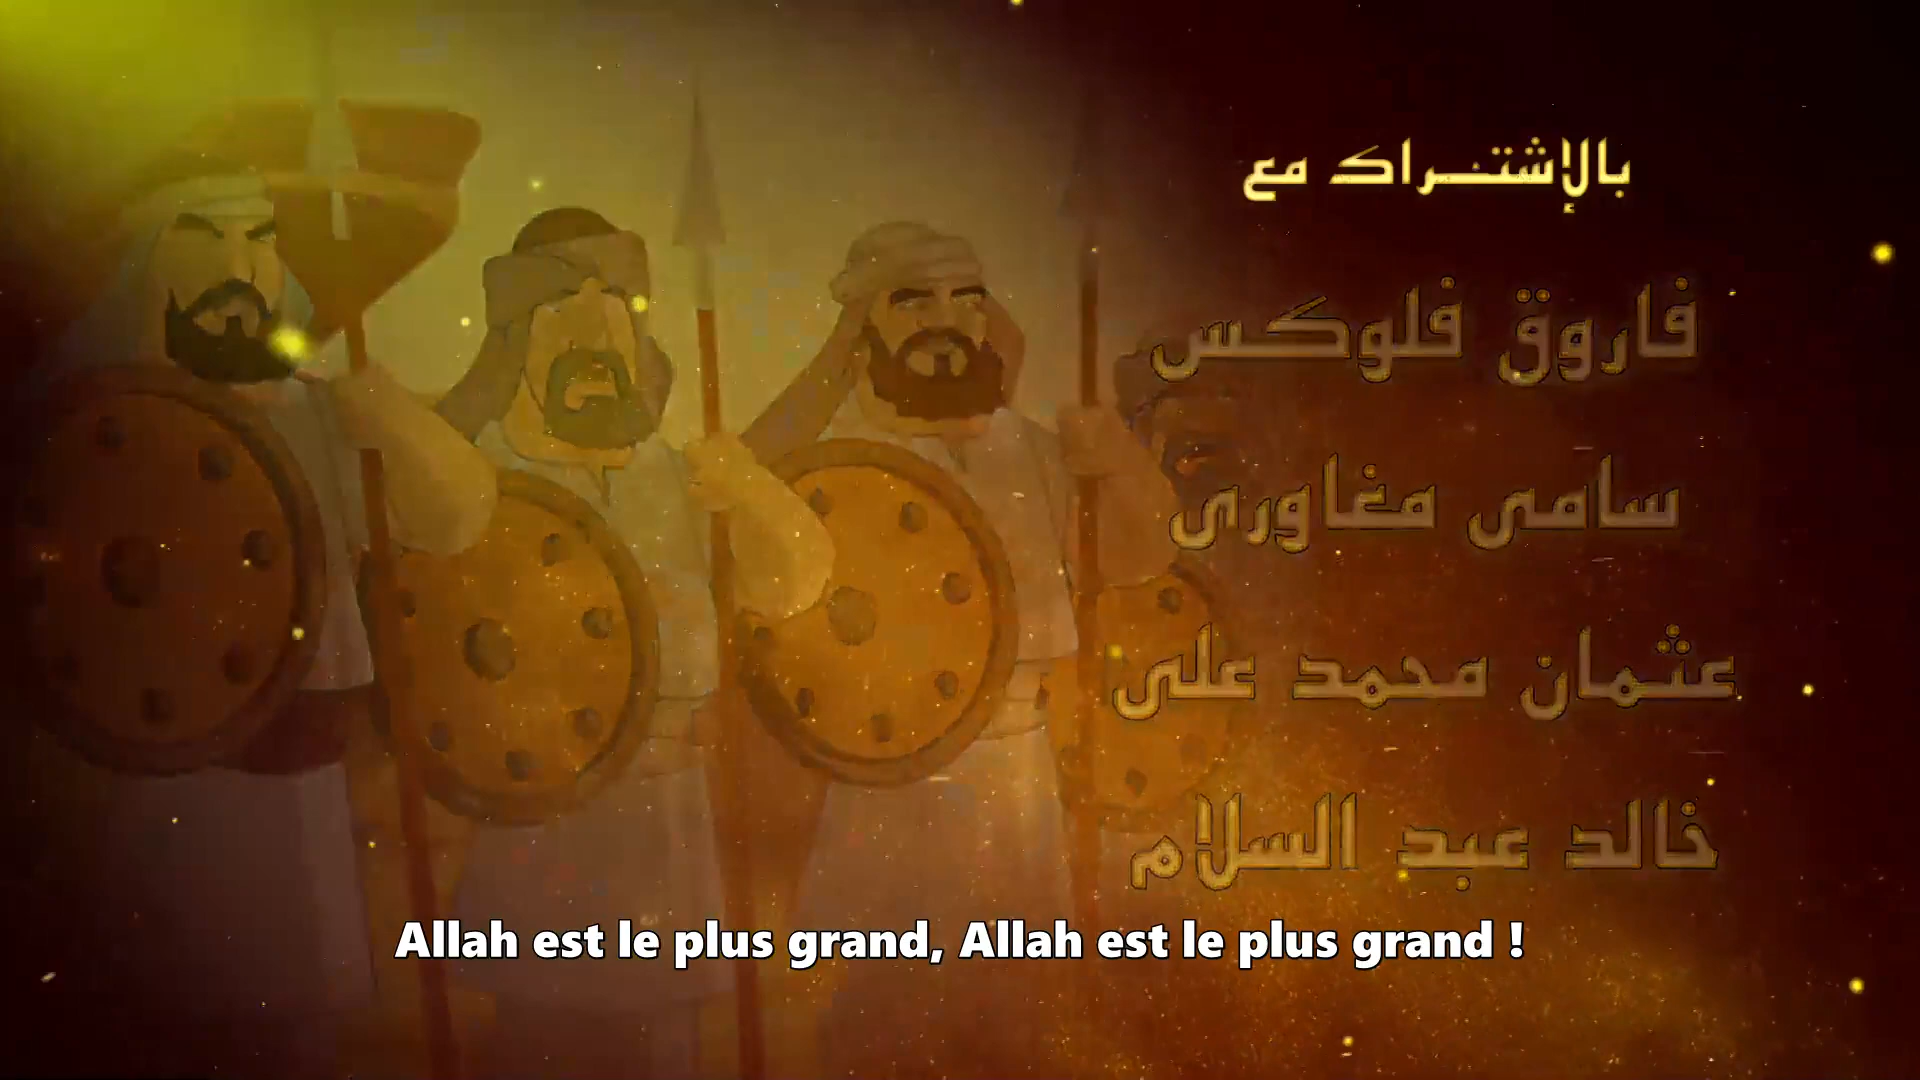 بالإشتراك مع
فاروق فلوكس
سامى مغاورى
عثمان محمد على
خالد عبد السلام
Allah est le plus grand, Allah est le plus grand !